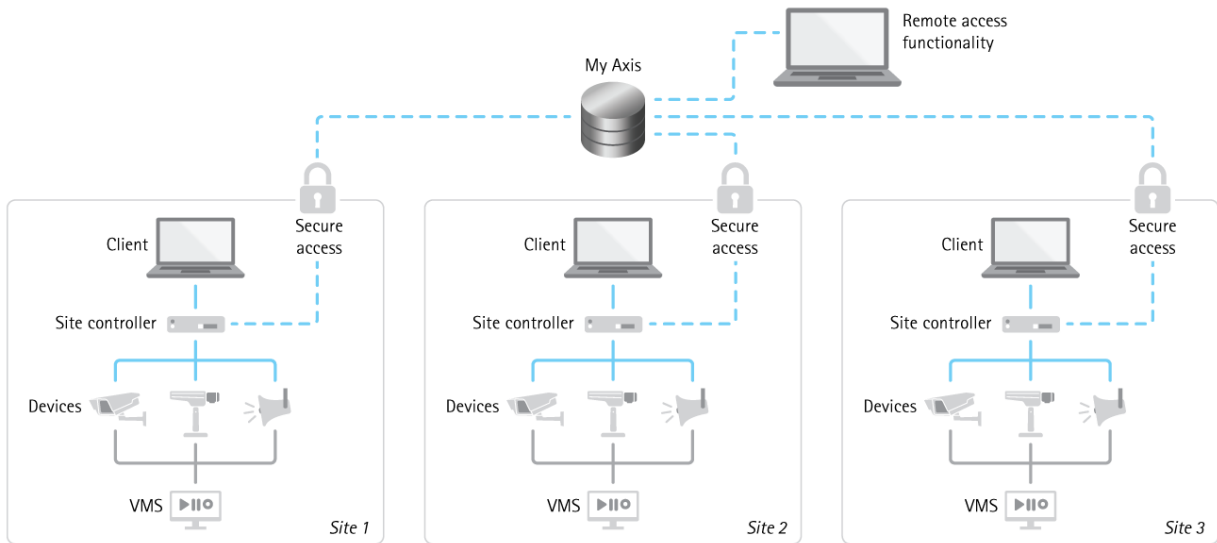 Remote access
functionality
My Axis
Client
Secure
access
Site controller
Devices
VMS
Site 1
Client
Secure
access
Site controller
Devices
VMS
Site 2
Client
Secure
access
Site controller
Devices
VMS
Site 3